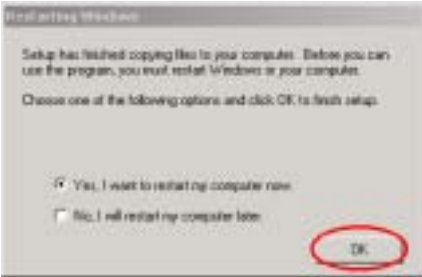 Restarting Windows
Setup has finished copying files to your computer. Before you can
use the program, you must restart Windows or your computer.
Choose one of the following options and click OK to finish setup.
Yes, I want to restart my computer now.
No, I will restart my computer later.
OK